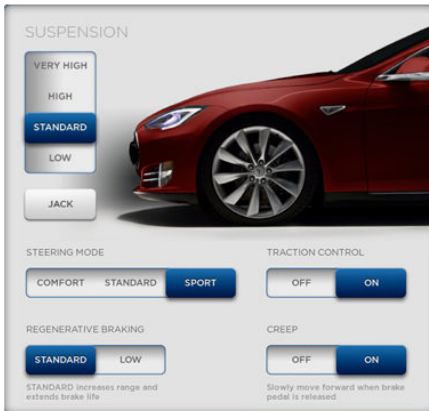 SUSPENSION
VERY HIGH
HIGH
STANDARD
LOW
JACK
STEERING MODE
COMFORT STANDARD SPORT
TRACTION CONTROL
OFF ON
REGENERATIVE BRAKING
STANDARD LOW
STANDARD increases range and
extends brake life
CREEP
OFF ON
Slowly move forward when brake
pedal is released